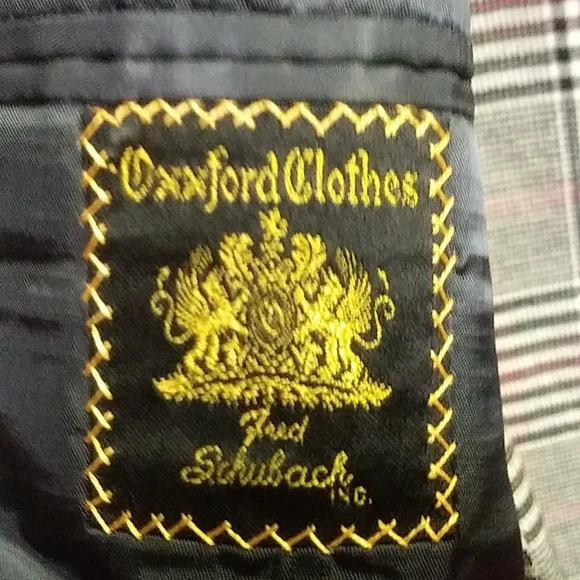 Oxxford Clothes
Fred
Schubach
INC.